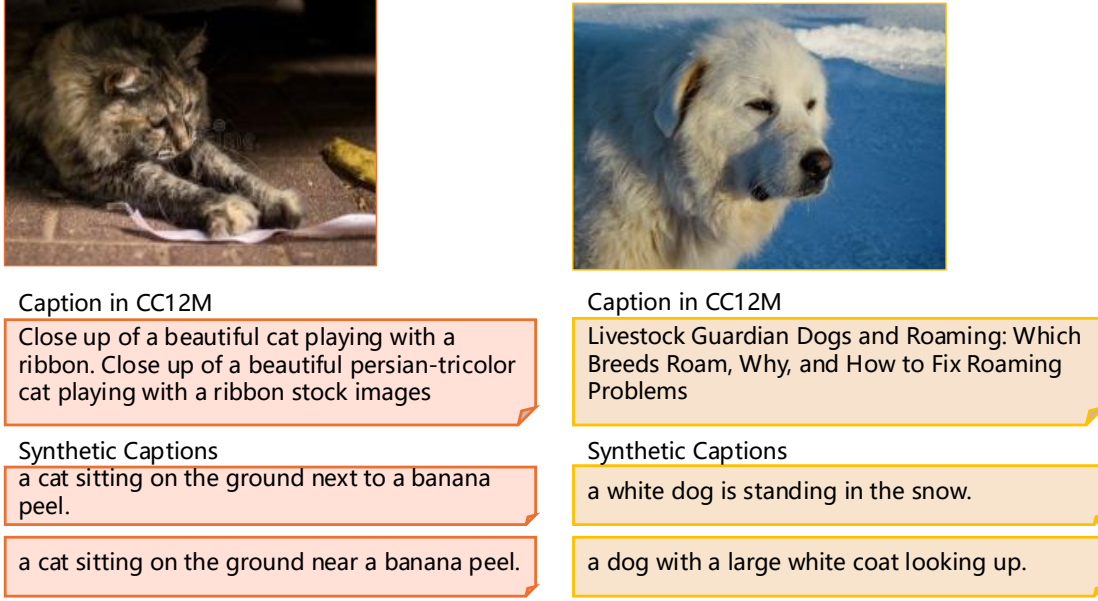 Caption in CC12M
Close up of a beautiful cat playing with a
ribbon. Close up of a beautiful persian-tricolor
cat playing with a ribbon stock images
Synthetic Captions
a cat sitting on the ground next to a banana
peel.
a cat sitting on the ground near a banana peel.
Caption in CC12M
Livestock Guardian Dogs and Roaming: Which
Breeds Roam, Why, and How to Fix Roaming
Problems
Synthetic Captions
a white dog is standing in the snow.
a dog with a large white coat looking up.